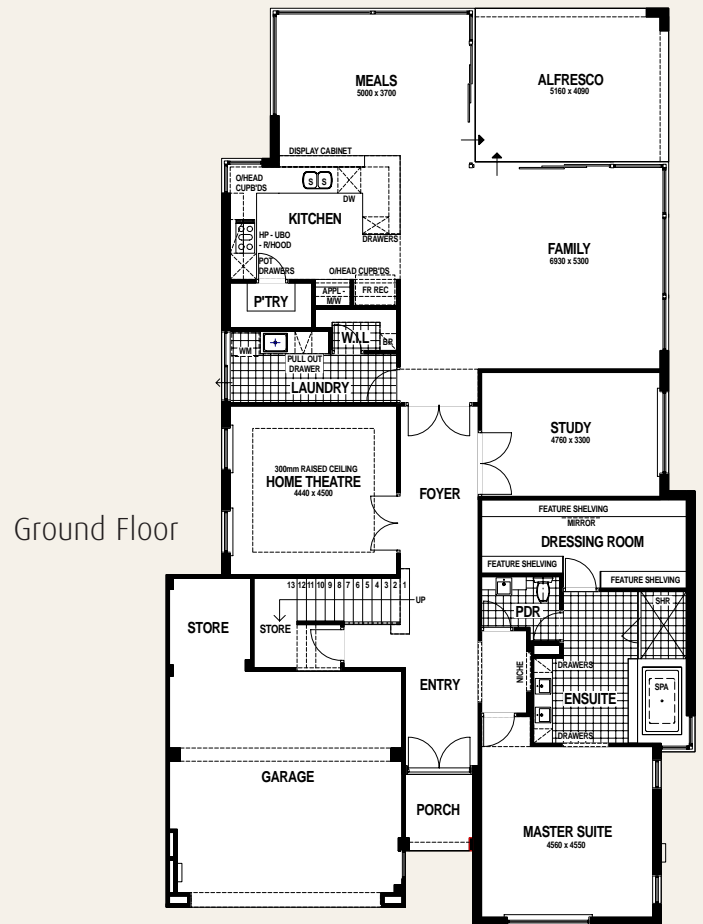 MEALS
5000 x 3700
ALFRESCO
5160 x 4090
DISPLAY CABINET
O/HEAD
CUPB'DS
S S
DW
KITCHEN
HP - UBO
- R/HOOD
DRAWERS
POT
DRAWERS
O/HEAD CUPB'DS
FAMILY
6930 x 5300
P'TRY
APPL -
M/W
FR REC
W.I.L
BR
WM
PULL OUT
DRAWER
LAUNDRY
STUDY
4760 x 3300
300mm RAISED CEILING
HOME THEATRE
4440 x 4500
FOYER
FEATURE SHELVING
MIRROR
DRESSING ROOM
FEATURE SHELVING
FEATURE SHELVING
Ground Floor
13 12 11 10 9 8 7 6 5 4 3 2 1
UP
STORE
STORE
PDR
SHR
ENTRY
NICHE
DRAWERS
ENSUITE
SPA
DRAWERS
GARAGE
PORCH
MASTER SUITE
4560 x 4550